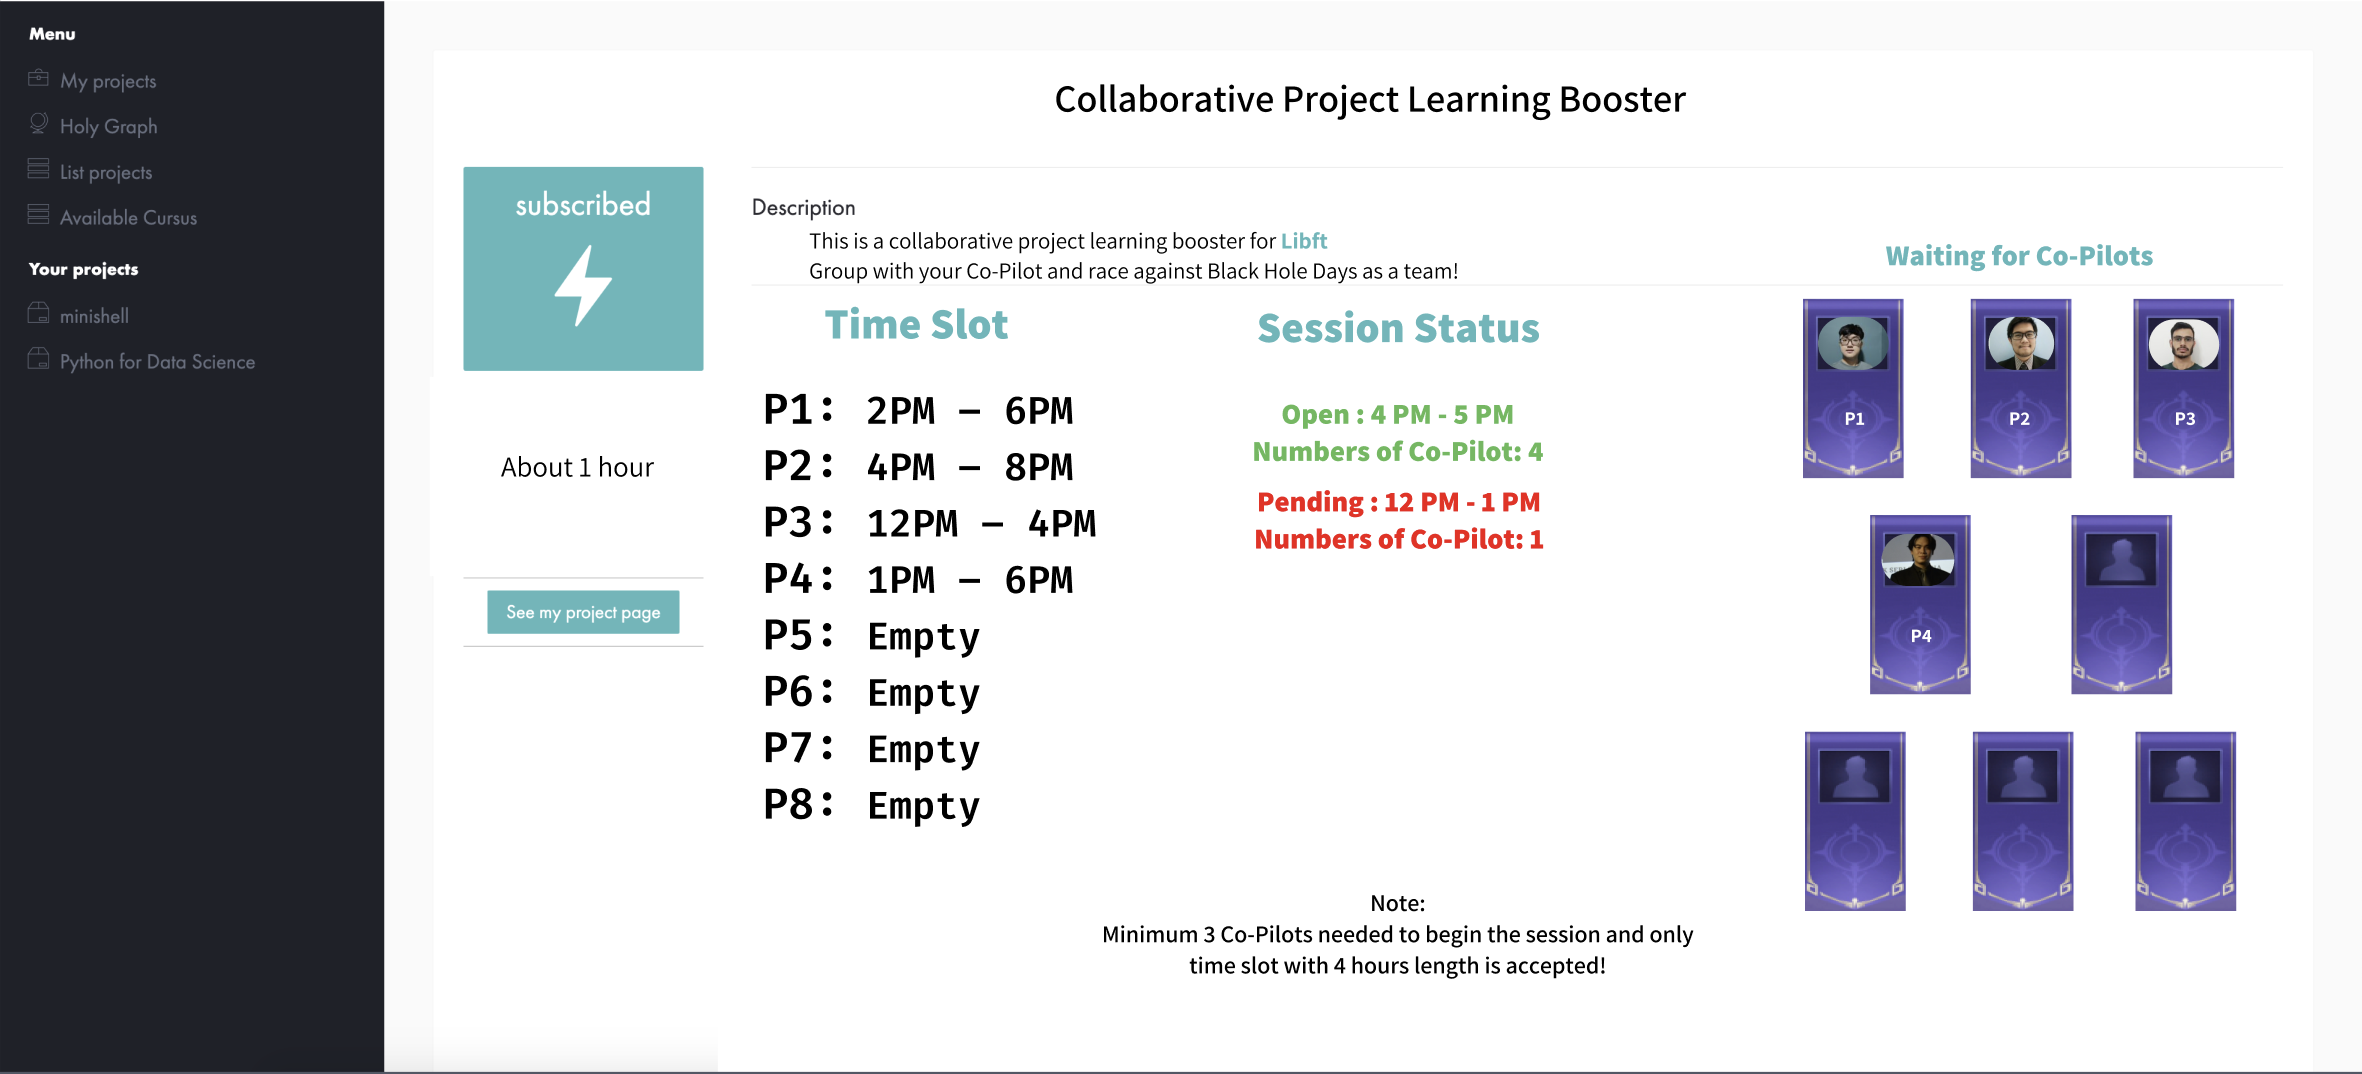 Menu
My projects
Holy Graph
List projects
Available Cursus
Your projects
minishell
Python for Data Science
Collaborative Project Learning Booster
subscribed
About 1 hour
See my project page
Description
This is a collaborative project learning booster for Libft
Group with your Co-Pilot and race against Black Hole Days as a team!
Time Slot
P1: 2PM – 6PM
P2: 4PM – 8PM
P3: 12PM – 4PM
P4: 1PM – 6PM
P5: Empty
P6: Empty
P7: Empty
P8: Empty
Session Status
Open : 4 PM - 5 PM
Numbers of Co-Pilot: 4
Pending : 12 PM - 1 PM
Numbers of Co-Pilot: 1
Note:
Minimum 3 Co-Pilots needed to begin the session and only
time slot with 4 hours length is accepted!
Waiting for Co-Pilots
P1
P2
P3
P4